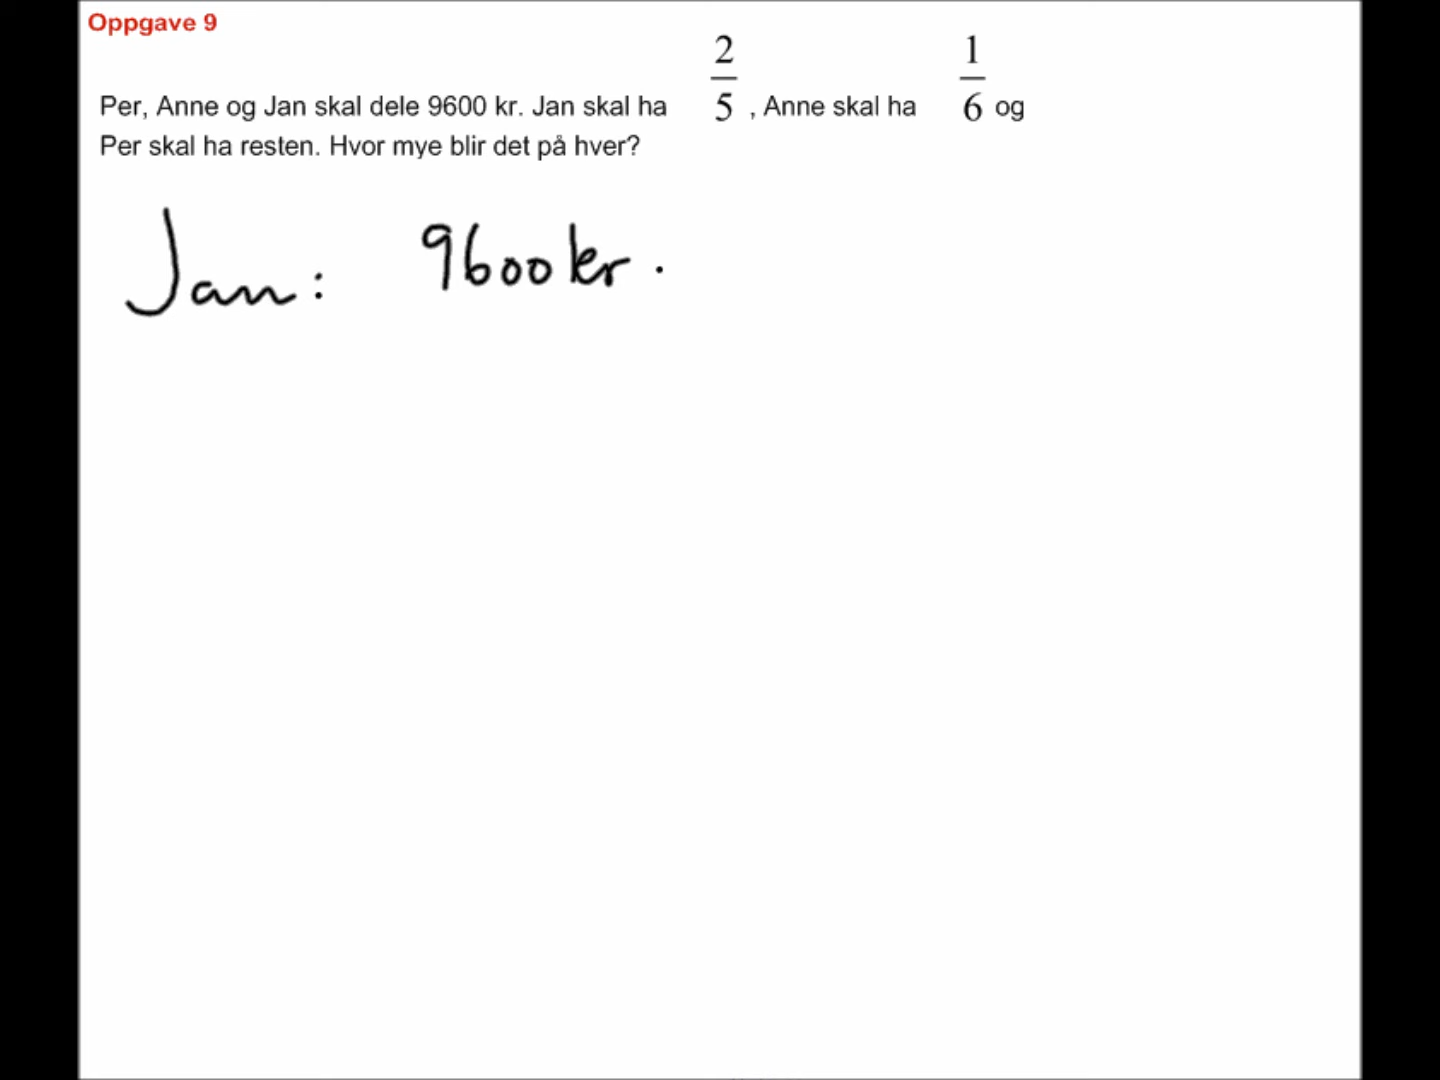 Oppgave 9
Per, Anne og Jan skal dele 9600 kr. Jan skal ha 2/5 , Anne skal ha 1/6 og
Per skal ha resten. Hvor mye blir det på hver?
Jan: 9600 kr ·